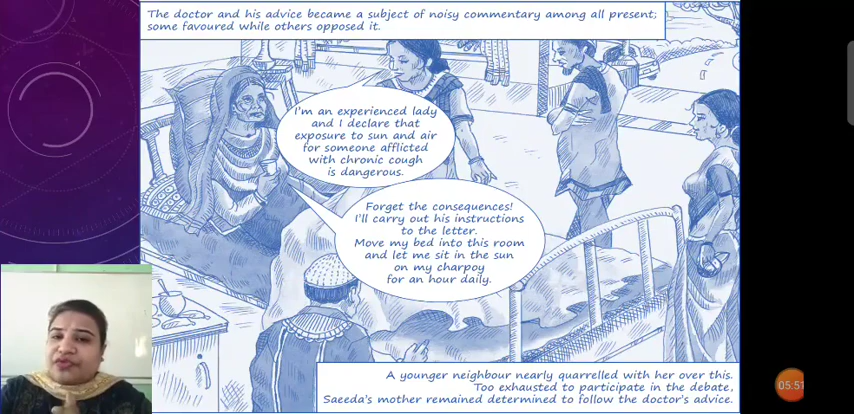 The doctor and his advice became a subject of noisy commentary among all present;
some favoured while others opposed it.
I'm an experienced lady
and I declare that
exposure to sun and air
for someone afflicted
with chronic cough
is dangerous.
Forget the consequences!
I'll carry out his instructions
to the letter.
Move my bed into this room
and let me sit in the sun
on my charpoy
for an hour daily.
A younger neighbour nearly quarrelled with her over this.
Too exhausted to participate in the debate,
Saeeda's mother remained determined to follow the doctor's advice.
05:51